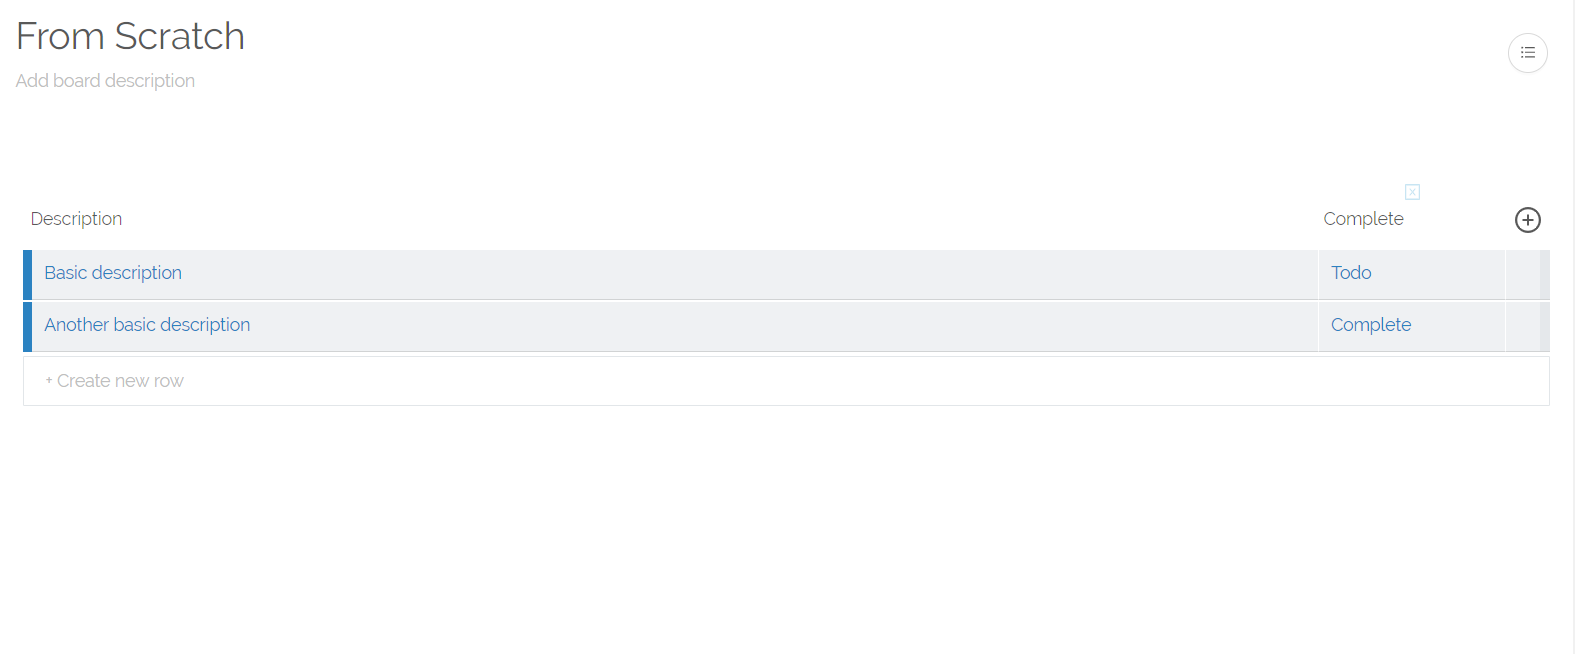 From Scratch
Add board description
Description Complete
Basic description Todo
Another basic description Complete
+ Create new row